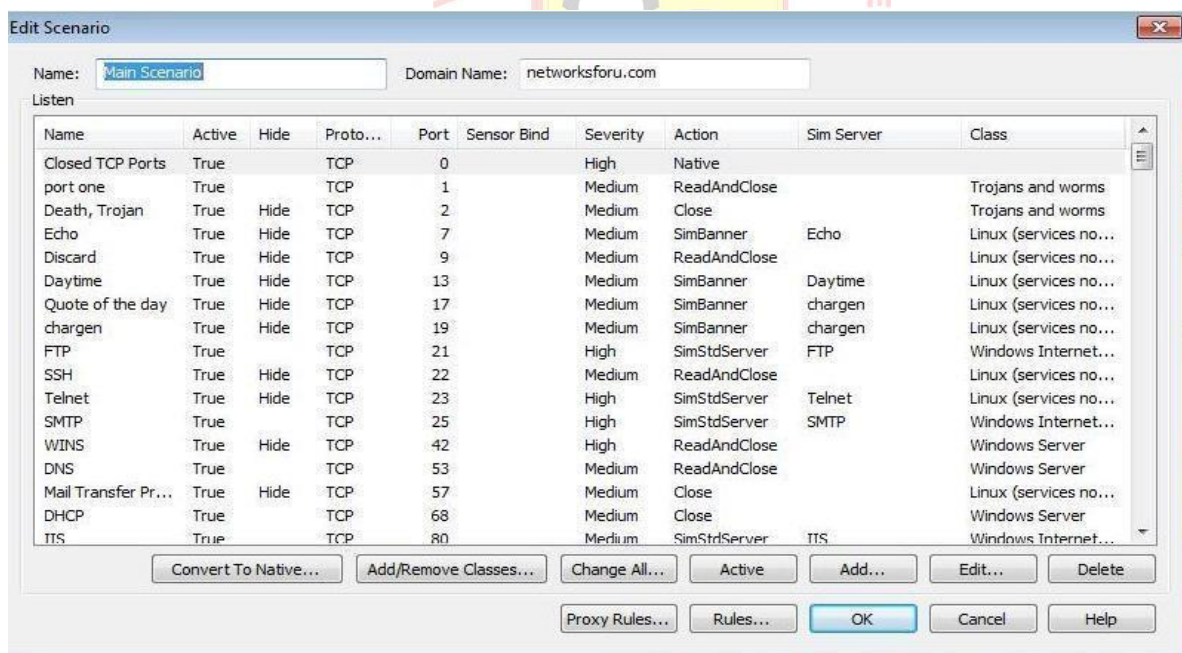 Edit Scenario
Name: Main Scenario Domain Name: networksforu.com
Listen
Name Active Hide Proto... Port Sensor Bind Severity Action Sim Server Class
Closed TCP Ports True TCP 0 High Native
port one True TCP 1 Medium ReadAndClose Trojans and worms
Death, Trojan True Hide TCP 2 Medium Close Trojans and worms
Echo True Hide TCP 7 Medium SimBanner Echo Linux (services no...
Discard True Hide TCP 9 Medium ReadAndClose Linux (services no...
Daytime True Hide TCP 13 Medium SimBanner Daytime Linux (services no...
Quote of the day True Hide TCP 17 Medium SimBanner chargen Linux (services no...
chargen True Hide TCP 19 Medium SimBanner chargen Linux (services no...
FTP True TCP 21 High SimStdServer FTP Windows Internet...
SSH True Hide TCP 22 Medium ReadAndClose Linux (services no...
Telnet True Hide TCP 23 High SimStdServer Telnet Linux (services no...
SMTP True TCP 25 High SimStdServer SMTP Windows Internet...
WINS True Hide TCP 42 High ReadAndClose Windows Server
DNS True TCP 53 Medium ReadAndClose Windows Server
Mail Transfer Pr... True Hide TCP 57 Medium Close Linux (services no...
DHCP True TCP 68 Medium Close Windows Server
IIS True TCP 80 Medium SimStdServer IIS Windows Internet...
Convert To Native... Add/Remove Classes... Change All... Active Add... Edit... Delete
Proxy Rules... Rules... OK Cancel Help